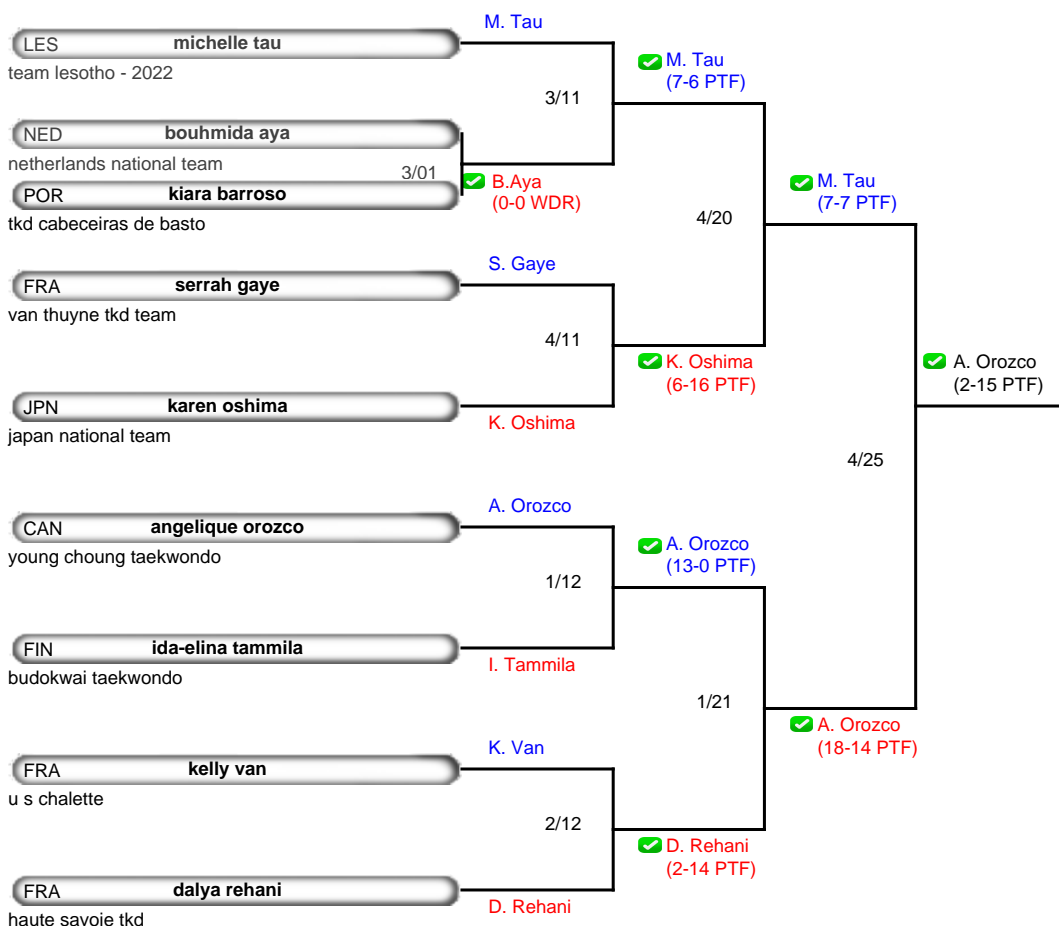 M. Tau
LES michelle tau
team lesotho - 2022
M. Tau
(7-6 PTF)
3/11
NED bouhmida aya
netherlands national team
3/01
POR kiara barroso
tkd cabeceiras de basto
B.Aya
(0-0 WDR)
M. Tau
(7-7 PTF)
4/20
S. Gaye
FRA serrah gaye
van thuyne tkd team
4/11
K. Oshima
(6-16 PTF)
A. Orozco
(2-15 PTF)
JPN karen oshima
japan national team
K. Oshima
4/25
A. Orozco
CAN angelique orozco
young choung taekwondo
A. Orozco
(13-0 PTF)
1/12
FIN ida-elina tammila
budokwai taekwondo
I. Tammila
1/21
A. Orozco
(18-14 PTF)
K. Van
FRA kelly van
u s chalette
2/12
D. Rehani
(2-14 PTF)
FRA dalya rehani
haute savoie tkd
D. Rehani